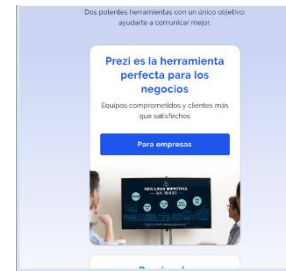 Dos potentes herramientas con un único objetivo:
ayudarte a comunicar mejor.
Prezi es la herramienta
perfecta para los
negocios
Equipos comprometidos y clientes más
que satisfechos
Para empresas